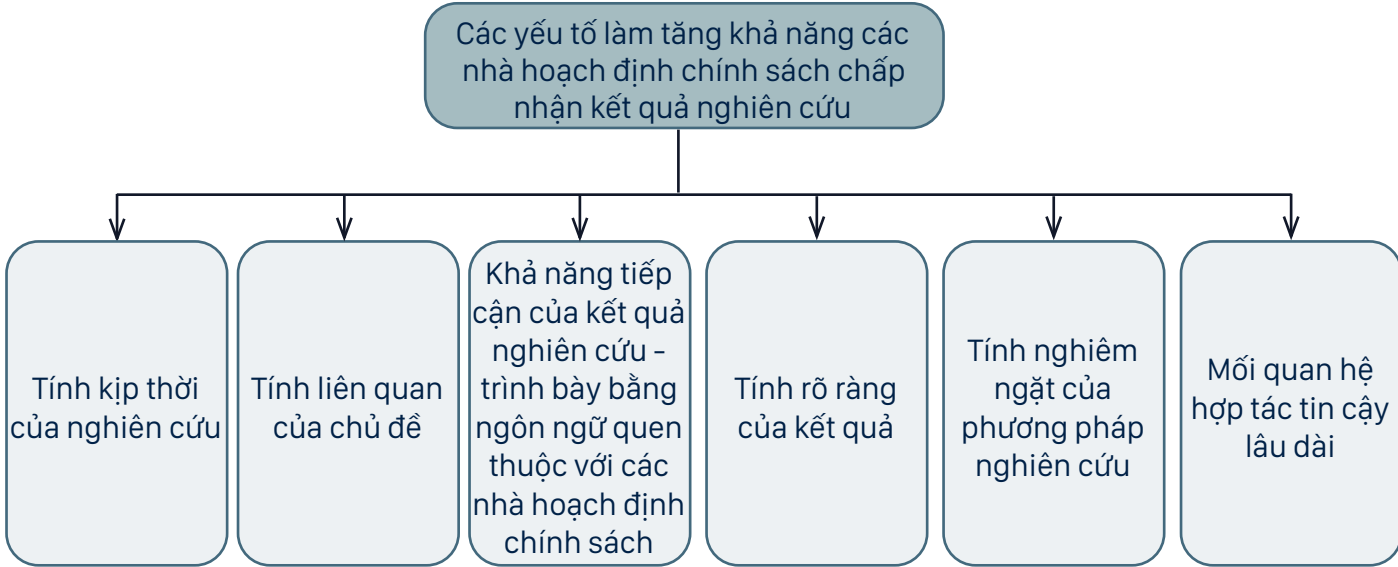 Các yếu tố làm tăng khả năng các
nhà hoạch định chính sách chấp
nhận kết quả nghiên cứu
Tính kịp thời
của nghiên cứu
Tính liên quan
của chủ đề
Khả năng tiếp
cận của kết quả
nghiên cứu -
trình bày bằng
ngôn ngữ quen
thuộc với các
nhà hoạch định
chính sách
Tính rõ ràng
của kết quả
Tính nghiêm
ngặt của
phương pháp
nghiên cứu
Mối quan hệ
hợp tác tin cậy
lâu dài